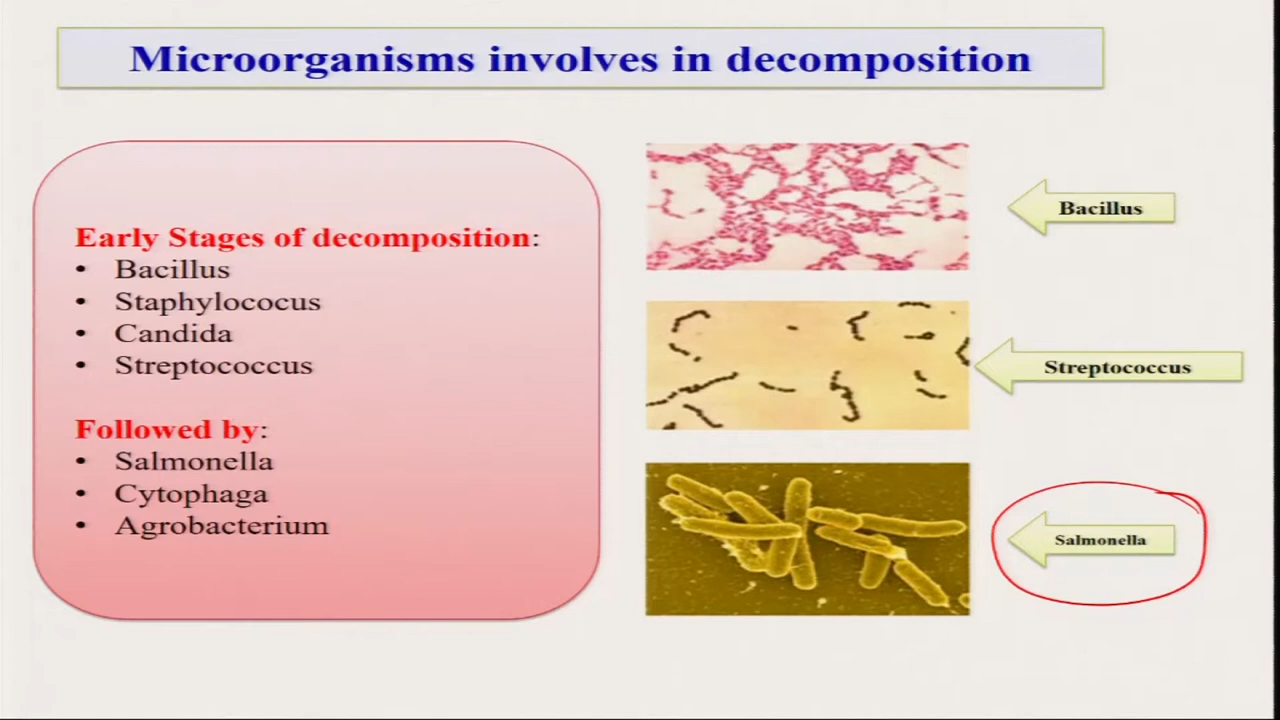 Microorganisms involves in decomposition
Early Stages of decomposition:
• Bacillus
• Staphylococus
• Candida
• Streptococcus
Followed by:
• Salmonella
• Cytophaga
• Agrobacterium
Bacillus
Streptococcus
Salmonella